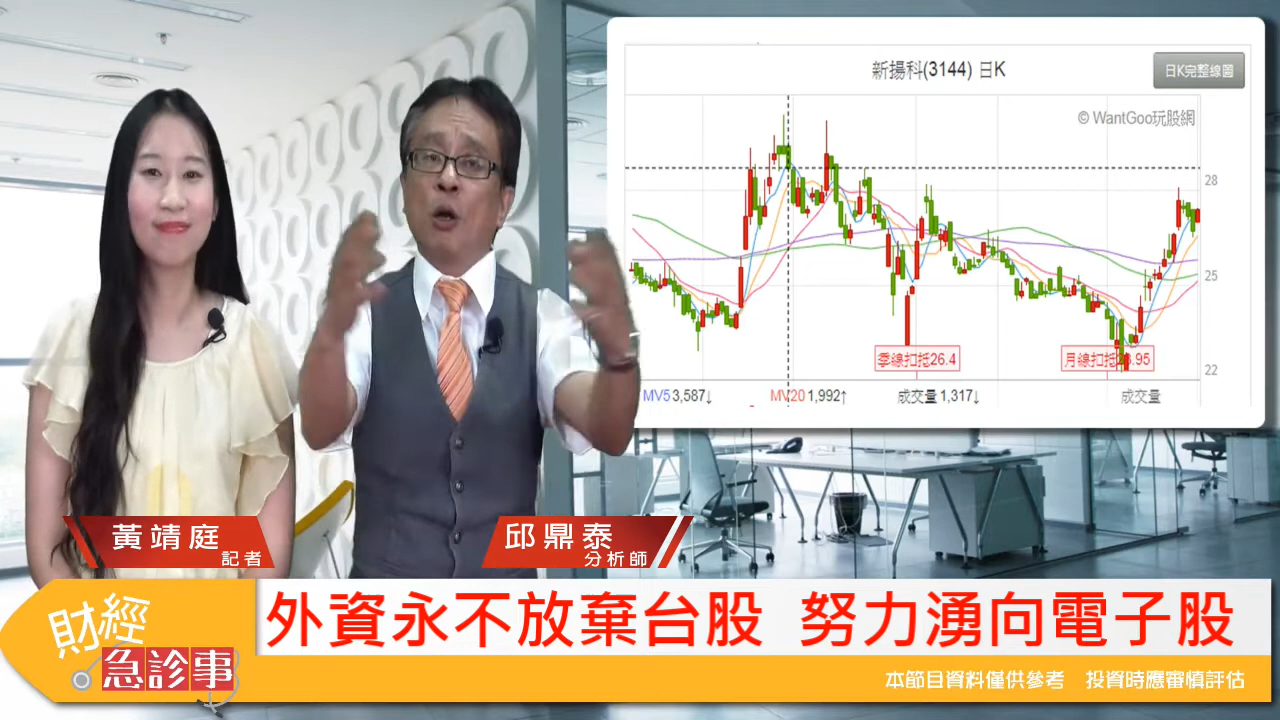 新揚科(3144) 日K
日K完整線圖
© WantGoo玩股網
28
25
22
季線扣抵26.4
月線扣抵
.95
MV5 3,587↓
MV20 1,992↑
成交量 1,317↓
成交量
黃靖庭
記者
邱鼎泰
分析師
財經
急診事
外資永不放棄台股 努力湧向電子股
本節目資料僅供參考 投資時應審慎評估